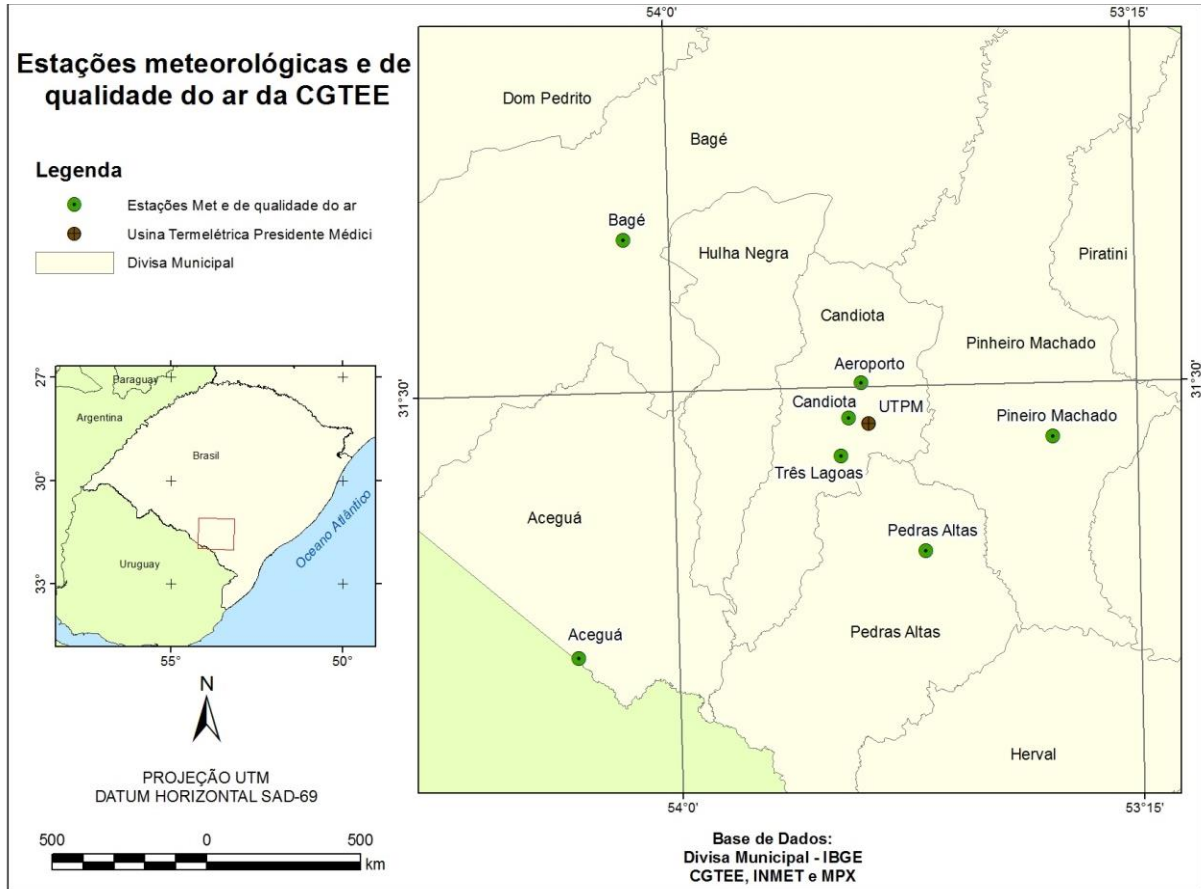 Estações meteorológicas e de
qualidade do ar da CGTEE
Legenda
Estações Met e de qualidade do ar
Usina Termelétrica Presidente Médici
Divisa Municipal
27°
30°
33°
55°
50°
Paraguay
Argentina
Brasil
Uruguay
Oceano Atlântico
N
PROJEÇÃO UTM
DATUM HORIZONTAL SAD-69
500
0
500
km
54°0'
53°15'
Dom Pedrito
Bagé
Bagé
Hulha Negra
Piratini
Candiota
Pinheiro Machado
Aeroporto
31°30'
31°30'
Candiota
UTPM
Pineiro Machado
Três Lagoas
Aceguá
Pedras Altas
Aceguá
Pedras Altas
Herval
54°0'
53°15'
Base de Dados:
Divisa Municipal - IBGE
CGTEE, INMET e MPX